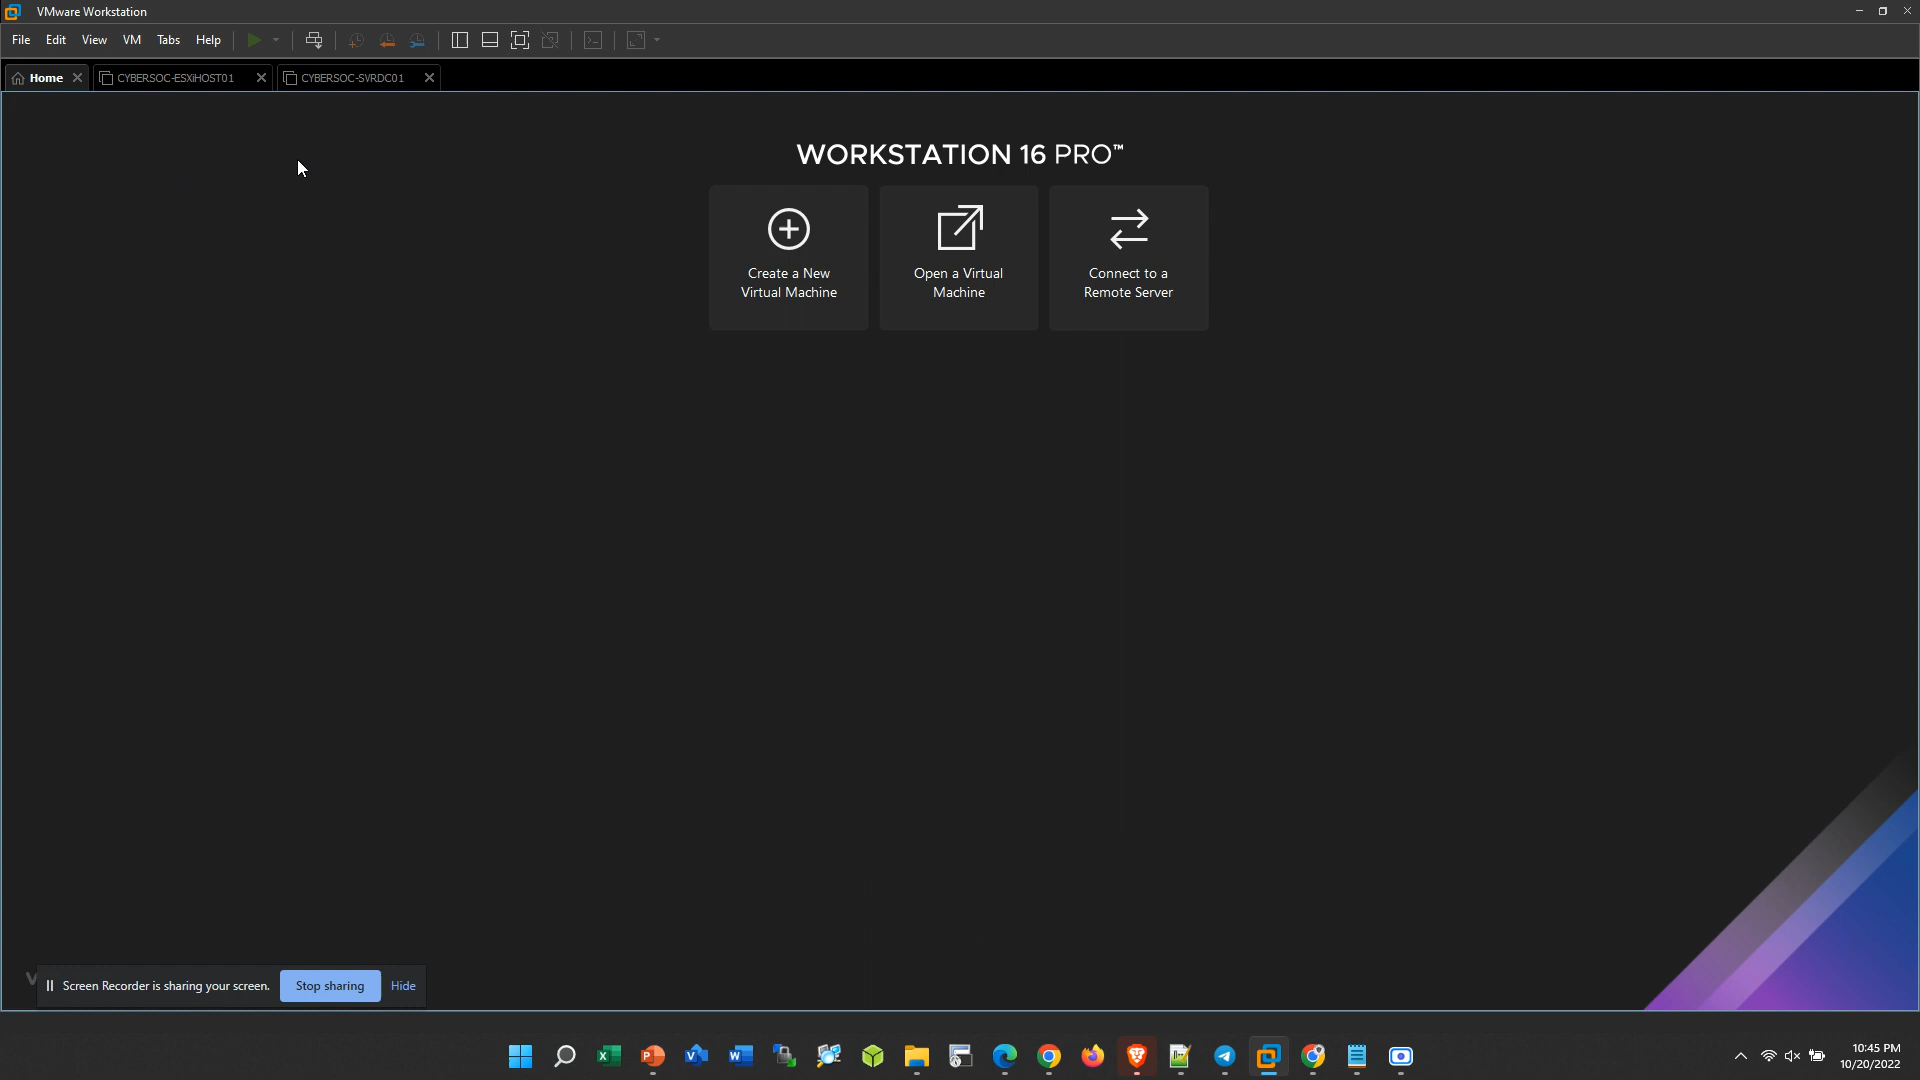 VMware Workstation
File Edit View VM Tabs Help
Home CYBERSOC-ESXiHOST01 CYBERSOC-SVRDC01
WORKSTATION 16 PRO™
Create a New
Virtual Machine
Open a Virtual
Machine
Connect to a
Remote Server
Screen Recorder is sharing your screen. Stop sharing Hide
10:45 PM
10/20/2022